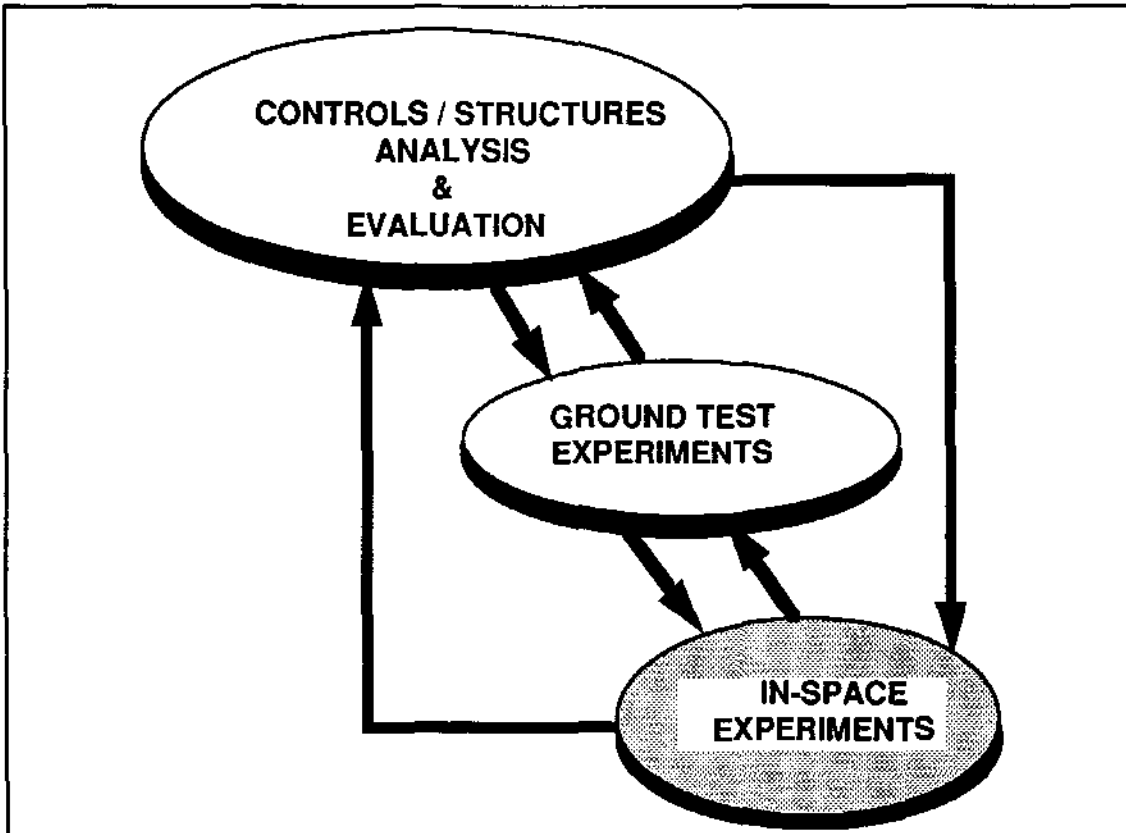 CONTROLS / STRUCTURES
ANALYSIS
&
EVALUATION
GROUND TEST
EXPERIMENTS
IN-SPACE
EXPERIMENTS